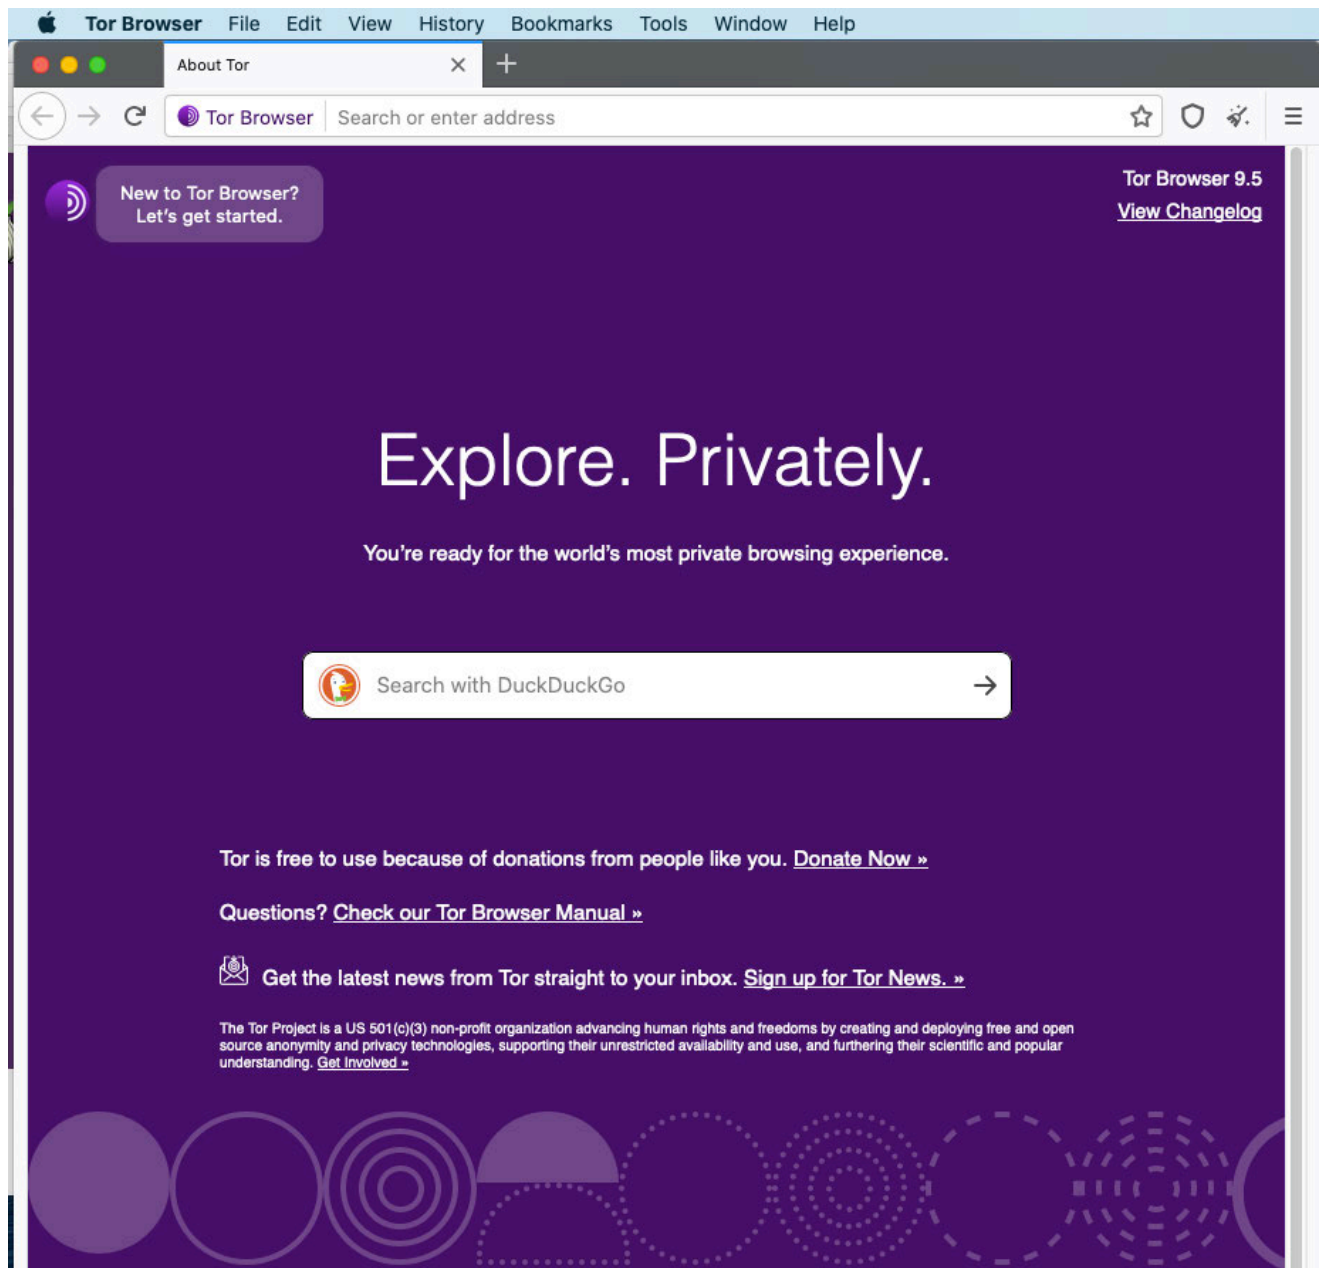 Tor Browser File Edit View History Bookmarks Tools Window Help
About Tor
Tor Browser Search or enter address
New to Tor Browser?
Let's get started.
Tor Browser 9.5
View Changelog
Explore. Privately.
You're ready for the world's most private browsing experience.
Search with DuckDuckGo
Tor is free to use because of donations from people like you. Donate Now »
Questions? Check our Tor Browser Manual »
Get the latest news from Tor straight to your inbox. Sign up for Tor News. »
The Tor Project is a US 501(c)(3) non-profit organization advancing human rights and freedoms by creating and deploying free and open
source anonymity and privacy technologies, supporting their unrestricted availability and use, and furthering their scientific and popular
understanding. Get Involved »